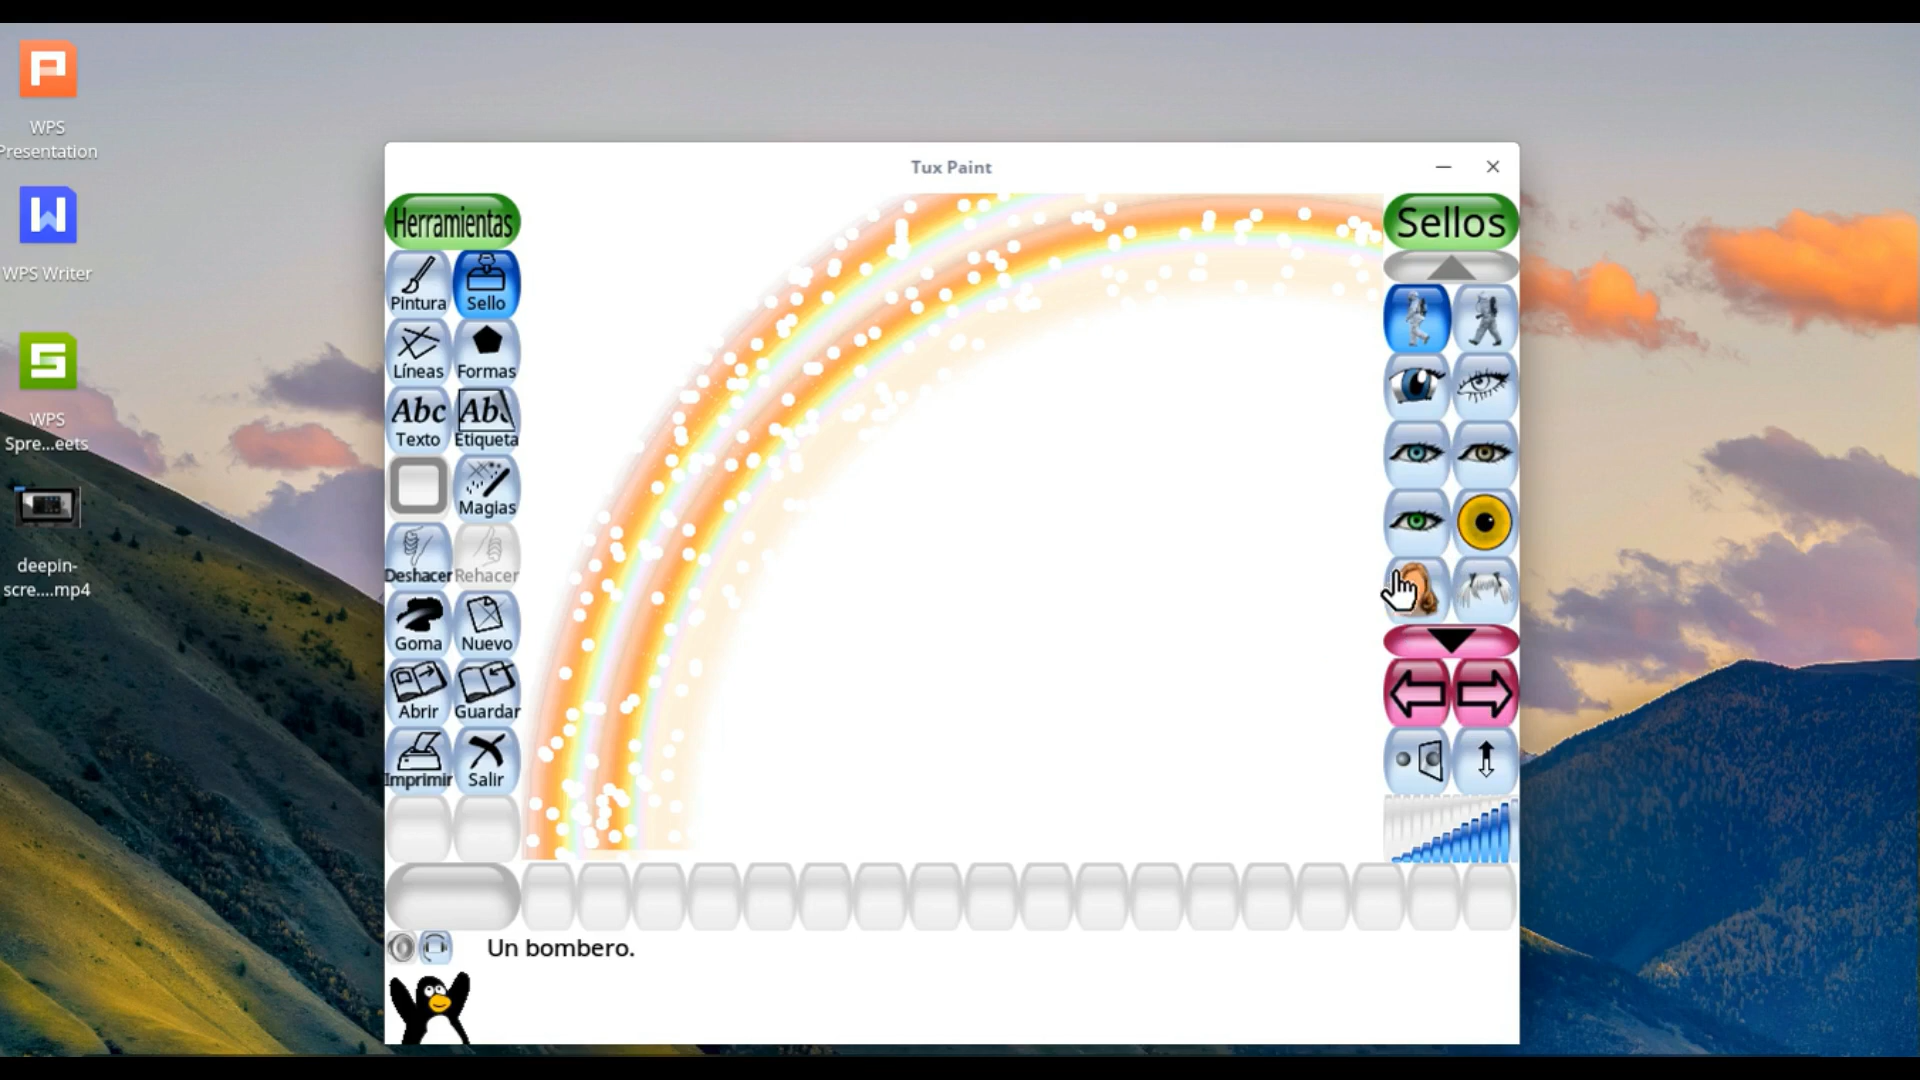 WPS
Presentation
WPS Writer
WPS
Spre...eets
deepin-
scre....mp4
Tux Paint
Herramientas
Sellos
Pintura
Sello
Líneas
Formas
Abc
Abc
Texto
Etiqueta
Magias
Deshacer
Rehacer
Goma
Nuevo
Abrir
Guardar
Imprimir
Salir
Un bombero.